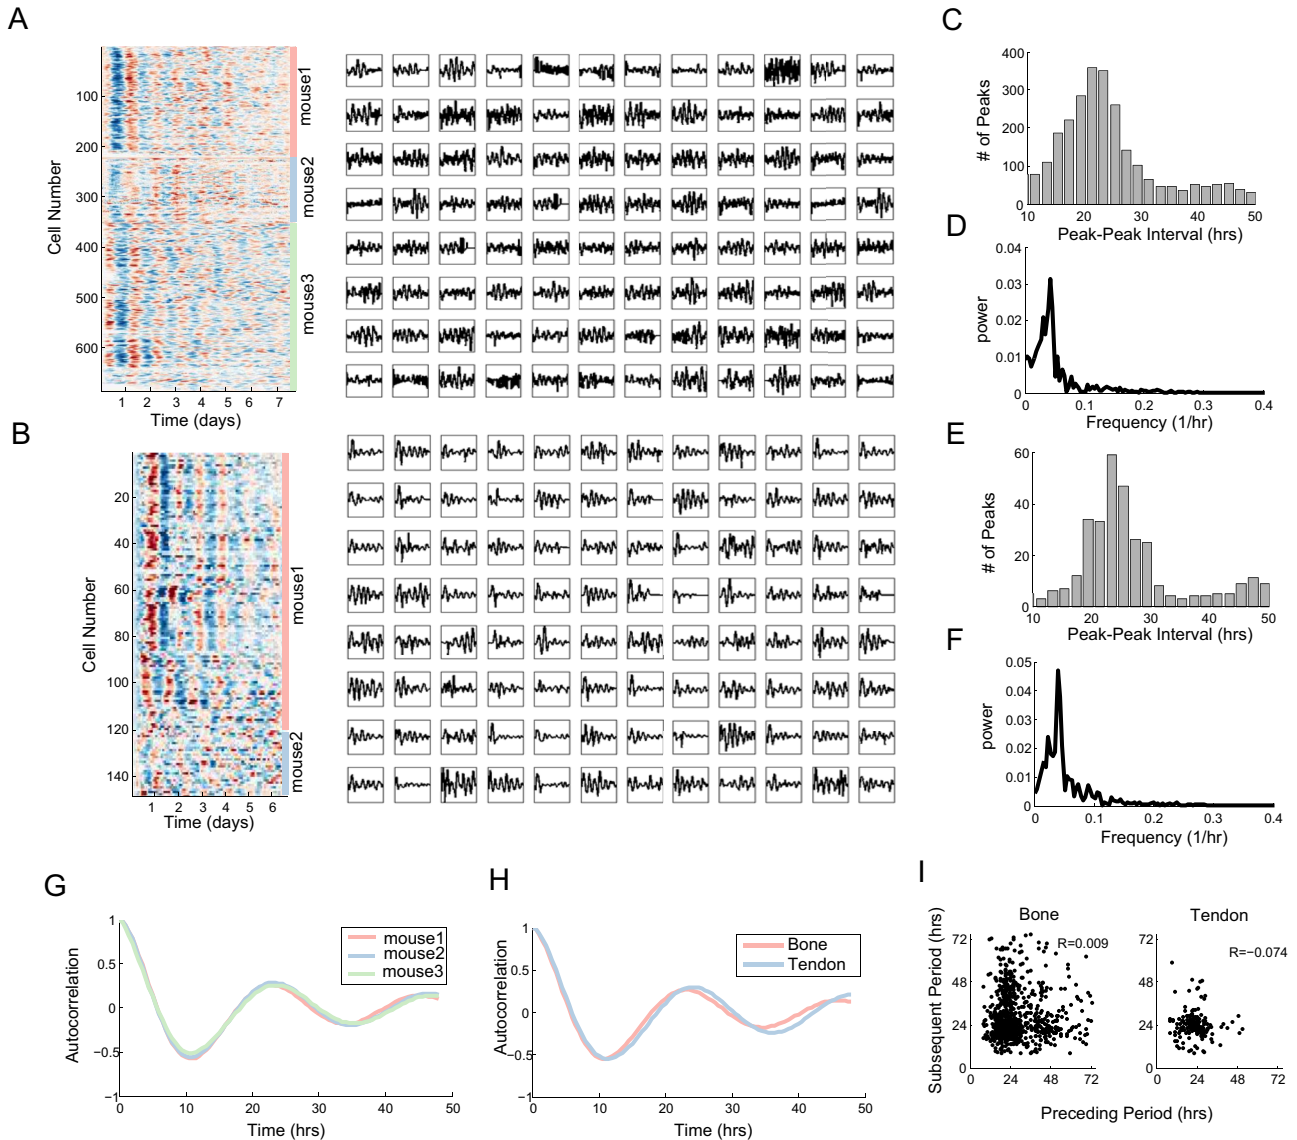 A
Cell Number
100
200
300
400
500
600
mouse1
mouse2
mouse3
1 2 3 4 5 6 7
Time (days)
B
Cell Number
20
40
60
80
100
120
140
mouse1
mouse2
1 2 3 4 5 6
Time (days)
C
# of Peaks
400
300
200
100
0
10 20 30 40 50
Peak-Peak Interval (hrs)
D
power
0.04
0.03
0.02
0.01
0
0 0.1 0.2 0.3 0.4
Frequency (1/hr)
E
# of Peaks
60
40
20
0
10 20 30 40 50
Peak-Peak Interval (hrs)
F
power
0.05
0.04
0.03
0.02
0.01
0
0 0.1 0.2 0.3 0.4
Frequency (1/hr)
G
Autocorrelation
1
0.5
0
−0.5
−1
0 10 20 30 40 50
Time (hrs)
mouse1
mouse2
mouse3
H
Autocorrelation
1
0.5
0
−0.5
−1
0 10 20 30 40 50
Time (hrs)
Bone
Tendon
I
Subsequent Period (hrs)
Bone
R=0.009
72
48
24
0
0 24 48 72
Tendon
R=−0.074
72
48
24
0
0 24 48 72
Preceding Period (hrs)